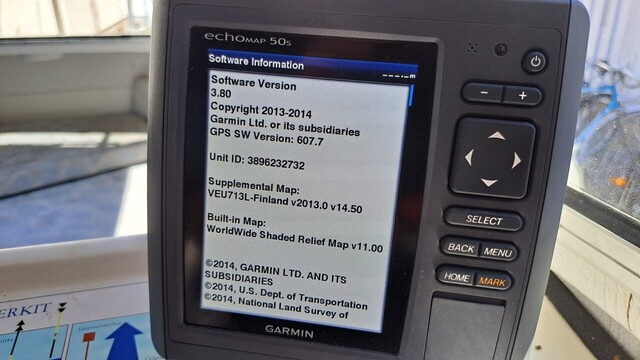 echoMAP 50s
Software Information
---.-m
Software Version
3.80
Copyright 2013-2014
Garmin Ltd. or its subsidiaries
GPS SW Version: 607.7
Unit ID: 3896232732
Supplemental Map:
VEU713L-Finland v2013.0 v14.50
Built-in Map:
WorldWide Shaded Relief Map v11.00
©2014, GARMIN LTD. AND ITS
SUBSIDIARIES
©2014, U.S. Dept. of Transportation
©2014, National Land Survey of
GARMIN
- +
SELECT
BACK MENU
HOME MARK
ERKIT